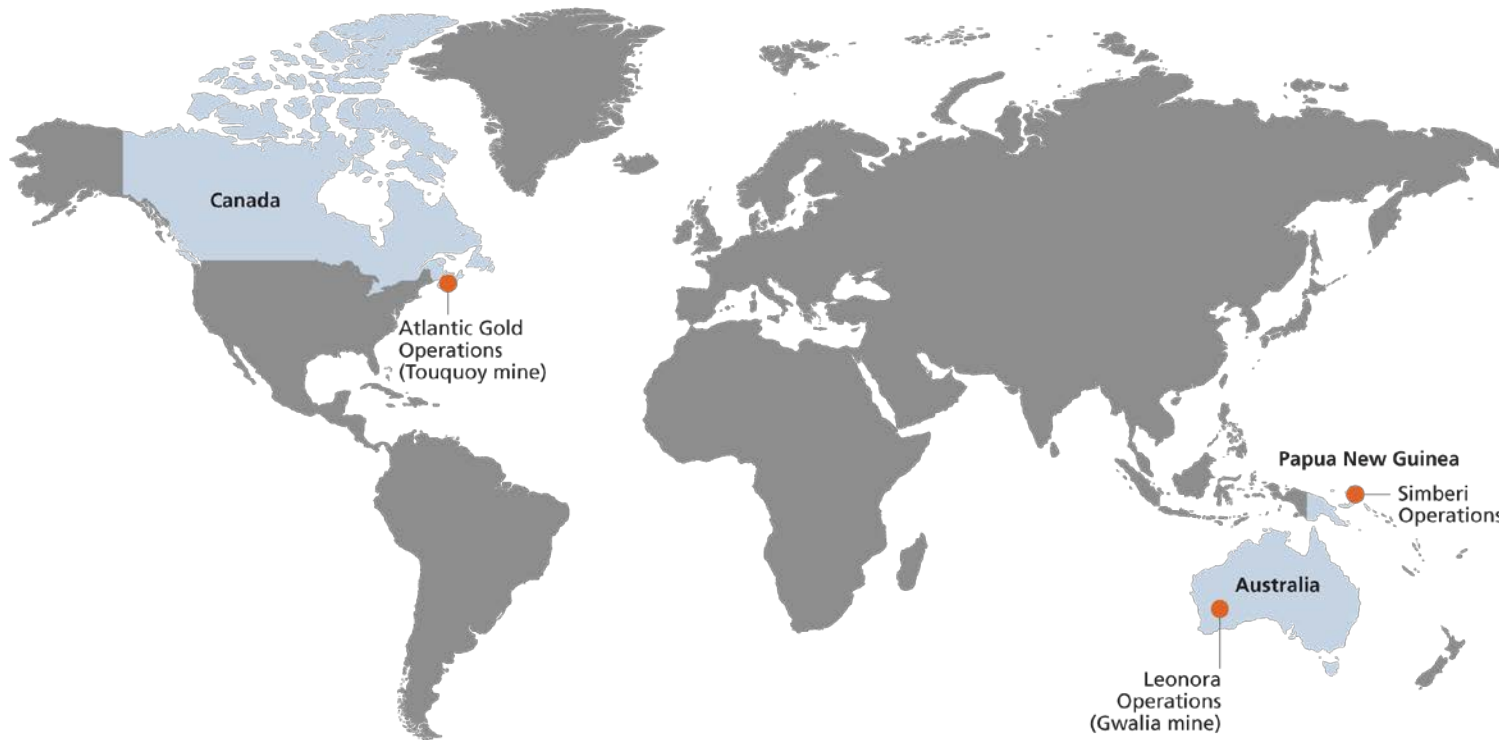 Canada
Atlantic Gold
Operations
(Touquoy mine)
Papua New Guinea
Simberi
Operations
Australia
Leonora
Operations
(Gwalia mine)